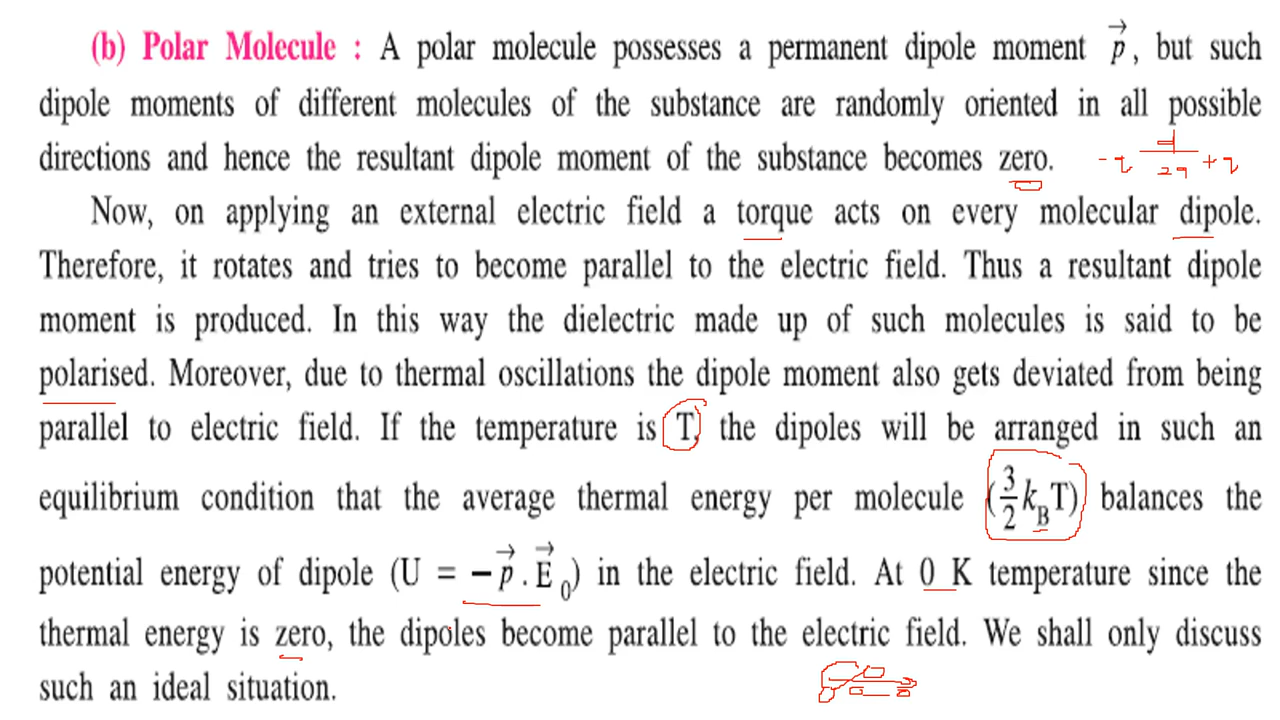 (b) Polar Molecule : A polar molecule possesses a permanent dipole moment p⃗, but such
dipole moments of different molecules of the substance are randomly oriented in all possible
directions and hence the resultant dipole moment of the substance becomes zero.
Now, on applying an external electric field a torque acts on every molecular dipole.
Therefore, it rotates and tries to become parallel to the electric field. Thus a resultant dipole
moment is produced. In this way the dielectric made up of such molecules is said to be
polarised. Moreover, due to thermal oscillations the dipole moment also gets deviated from being
parallel to electric field. If the temperature is T, the dipoles will be arranged in such an
equilibrium condition that the average thermal energy per molecule (3/2 k_B T) balances the
potential energy of dipole (U = −p⃗ . E⃗₀) in the electric field. At 0 K temperature since the
thermal energy is zero, the dipoles become parallel to the electric field. We shall only discuss
such an ideal situation.